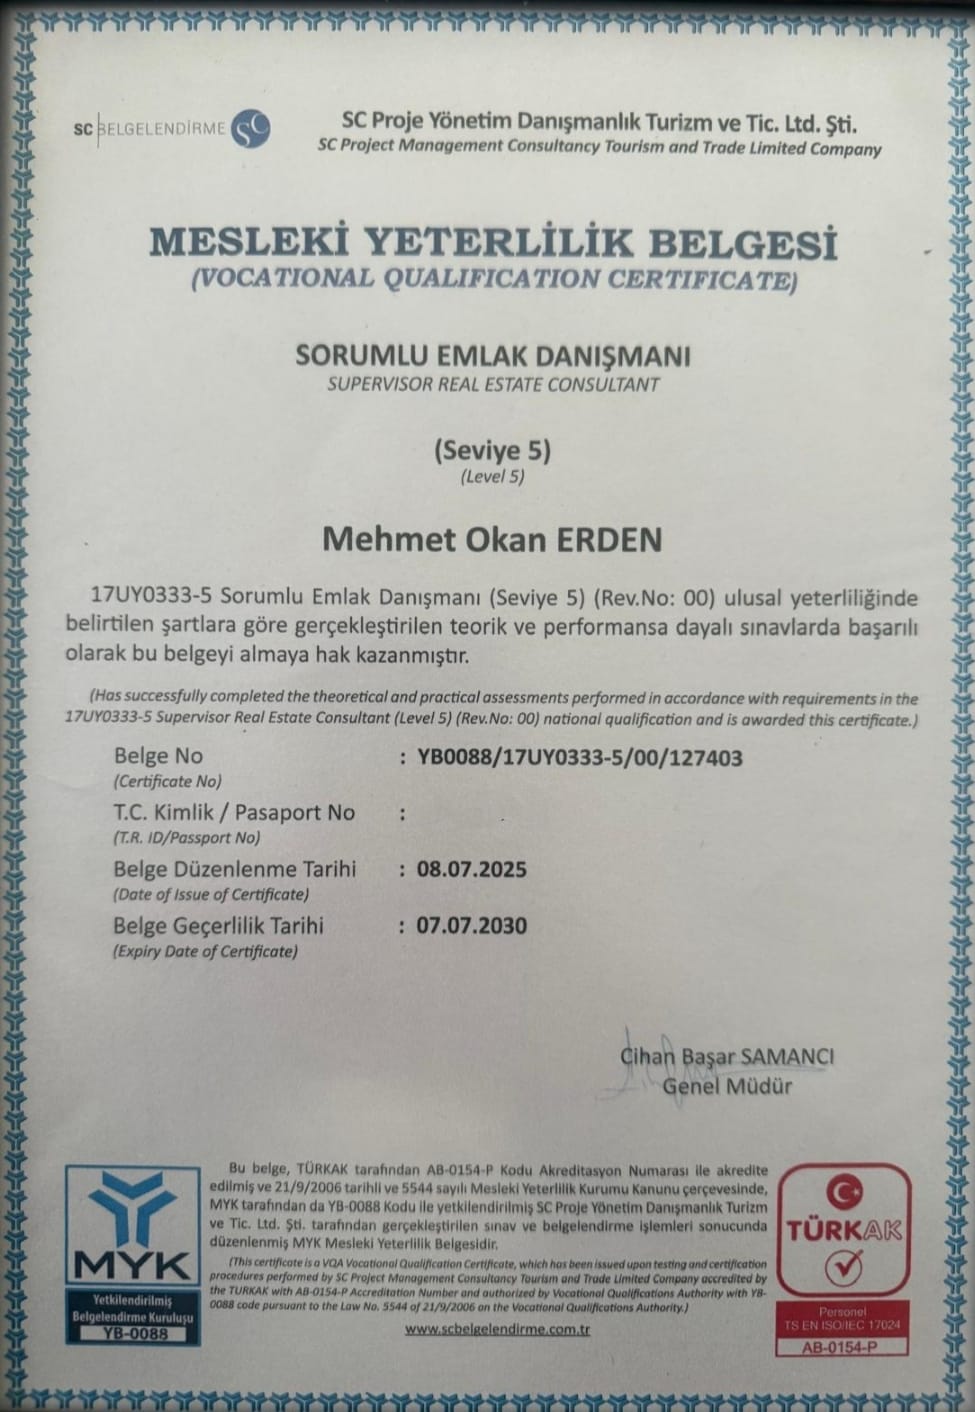 SC BELGELENDİRME SC
SC Proje Yönetim Danışmanlık Turizm ve Tic. Ltd. Şti.
SC Project Management Consultancy Tourism and Trade Limited Company
MESLEKİ YETERLİLİK BELGESİ
(VOCATIONAL QUALIFICATION CERTIFICATE)
SORUMLU EMLAK DANIŞMANI
SUPERVISOR REAL ESTATE CONSULTANT
(Seviye 5)
(Level 5)
Mehmet Okan ERDEN
17UY0333-5 Sorumlu Emlak Danışmanı (Seviye 5) (Rev.No: 00) ulusal yeterliliğinde
belirtilen şartlara göre gerçekleştirilen teorik ve performansa dayalı sınavlarda başarılı
olarak bu belgeyi almaya hak kazanmıştır.
(Has successfully completed the theoretical and practical assessments performed in accordance with requirements in the
17UY0333-5 Supervisor Real Estate Consultant (Level 5) (Rev.No: 00) national qualification and is awarded this certificate.)
Belge No : YB0088/17UY0333-5/00/127403
(Certificate No)
T.C. Kimlik / Pasaport No :
(T.R. ID/Passport No)
Belge Düzenlenme Tarihi : 08.07.2025
(Date of Issue of Certificate)
Belge Geçerlilik Tarihi : 07.07.2030
(Expiry Date of Certificate)
Cihan Başar SAMANCI
Genel Müdür
Bu belge, TÜRKAK tarafından AB-0154-P Kodu Akreditasyon Numarası ile akredite
edilmiş ve 21/9/2006 tarihli ve 5544 sayılı Mesleki Yeterlilik Kurumu Kanunu çerçevesinde,
MYK tarafından da YB-0088 Kodu ile yetkilendirilmiş SC Proje Yönetim Danışmanlık Turizm
ve Tic. Ltd. Şti. tarafından gerçekleştirilen sınav ve belgelendirme işlemleri sonucunda
düzenlenmiş MYK Mesleki Yeterlilik Belgesidir.
(This certificate is a VQA Vocational Qualification Certificate, which has been issued upon testing and certification
procedures performed by SC Project Management Consultancy Tourism and Trade Limited Company accredited by
the TURKAK with AB-0154-P Accreditation Number and authorized by Vocational Qualifications Authority with YB-
0088 code pursuant to the Law No. 5544 of 21/9/2006 on the Vocational Qualifications Authority.)
www.scbelgelendirme.com.tr
MYK
Yetkilendirilmiş
Belgelendirme Kuruluşu
YB-0088
TÜRKAK
Personel
TS EN ISO/IEC 17024
AB-0154-P